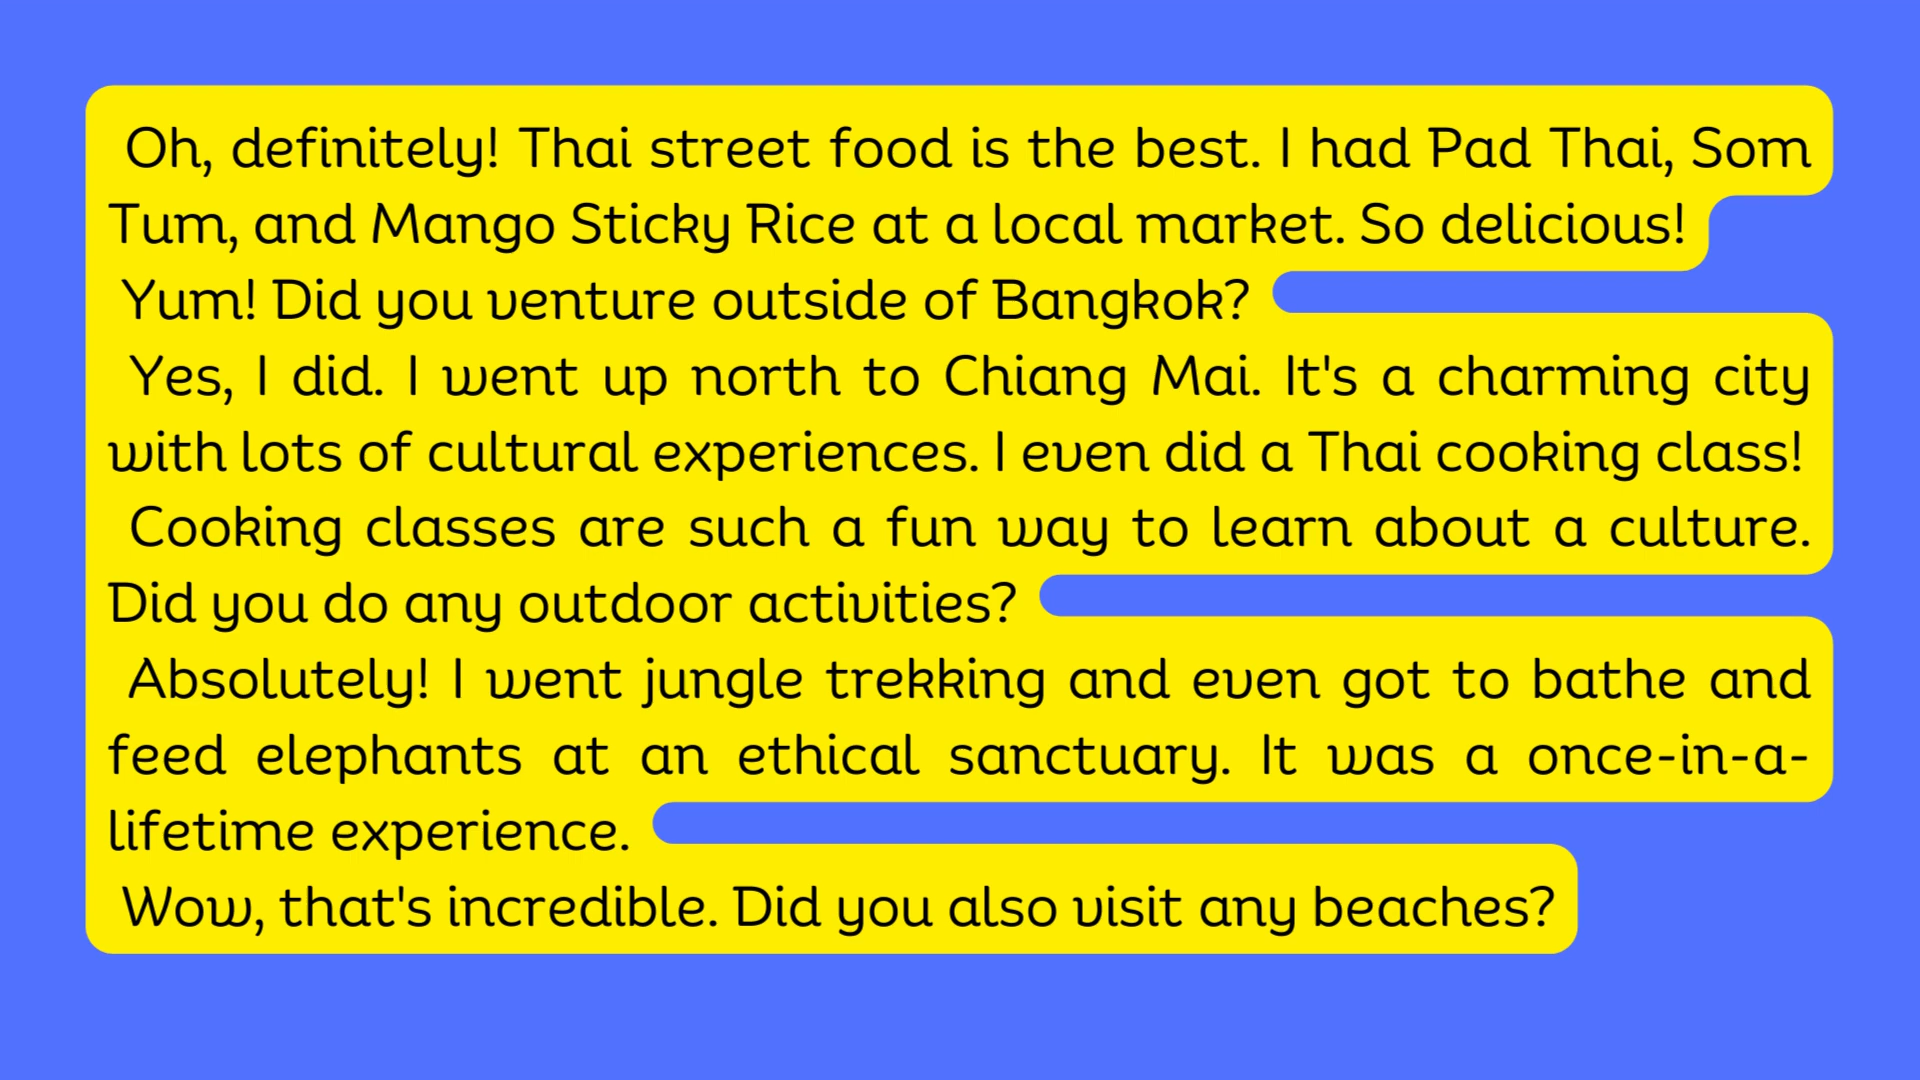 Oh, definitely! Thai street food is the best. I had Pad Thai, Som
Tum, and Mango Sticky Rice at a local market. So delicious!
Yum! Did you venture outside of Bangkok?
Yes, I did. I went up north to Chiang Mai. It's a charming city
with lots of cultural experiences. I even did a Thai cooking class!
Cooking classes are such a fun way to learn about a culture.
Did you do any outdoor activities?
Absolutely! I went jungle trekking and even got to bathe and
feed elephants at an ethical sanctuary. It was a once-in-a-
lifetime experience.
Wow, that's incredible. Did you also visit any beaches?